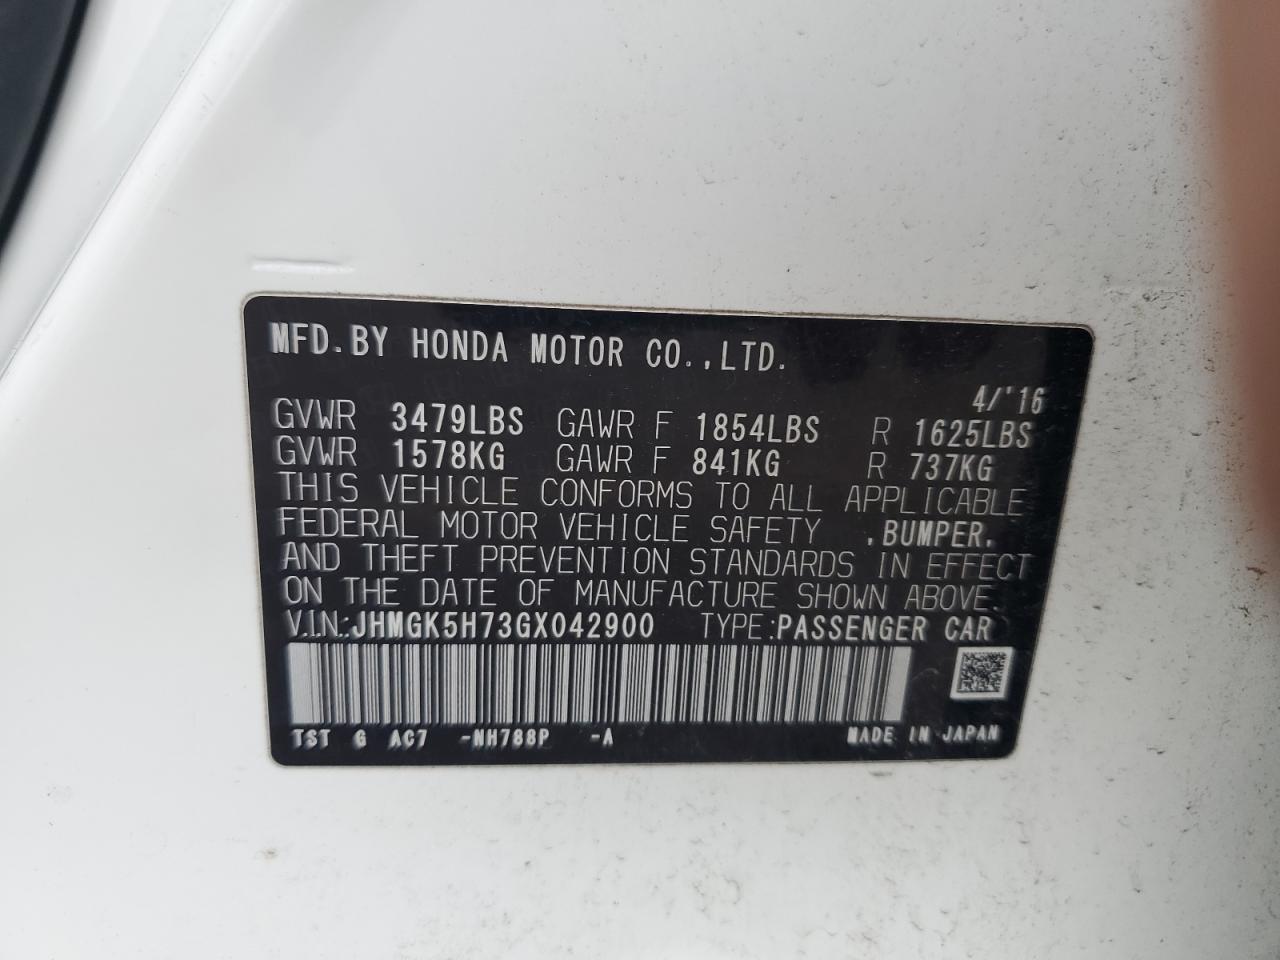 MFD. BY HONDA MOTOR CO., LTD.
4/'16
GVWR 3479LBS GAWR F 1854LBS R 1625LBS
GVWR 1578KG GAWR F 841KG R 737KG
THIS VEHICLE CONFORMS TO ALL APPLICABLE
FEDERAL MOTOR VEHICLE SAFETY ,BUMPER,
AND THEFT PREVENTION STANDARDS IN EFFECT
ON THE DATE OF MANUFACTURE SHOWN ABOVE.
V.I.N.:JHMGK5H73GX042900 TYPE:PASSENGER CAR
TST G AC7 -NH788P -A MADE IN JAPAN